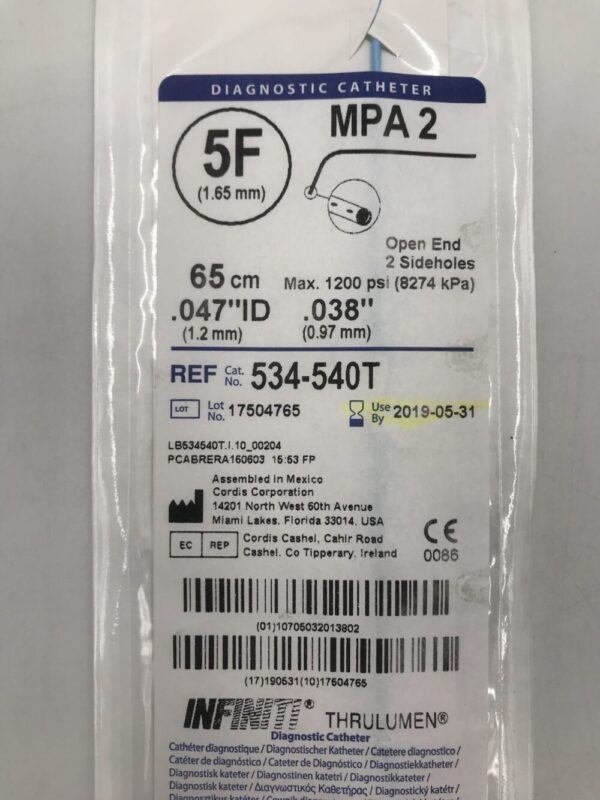 DIAGNOSTIC CATHETER
5F
(1.65 mm)
MPA 2
Open End
2 Sideholes
65 cm
Max. 1200 psi (8274 kPa)
.047"ID
(1.2 mm)
.038"
(0.97 mm)
REF Cat. No. 534-540T
LOT Lot No. 17504765
Use By 2019-05-31
LB534540T.I.10_00204
PCABRERA160603 15:53 FP
Assembled in Mexico
Cordis Corporation
14201 North West 60th Avenue
Miami Lakes, Florida 33014, USA
EC REP
Cordis Cashel, Cahir Road
Cashel, Co Tipperary, Ireland
CE
0086
(01)10705032013802
(17)190531(10)17504765
INFINITI® THRULUMEN®
Diagnostic Catheter
Cathéter diagnostique / Diagnostischer Katheter / Catetere diagnostico /
Catéter de diagnóstico / Cateter de Diagnóstico / Diagnostiekkatheter /
Diagnostisk kateter / Diagnostinen katetri / Diagnostikkateter /
Diagnostisk kateter / Διαγνωστικός Καθετήρας / Diagnostický katétr /
Diagnosztikus katéter /